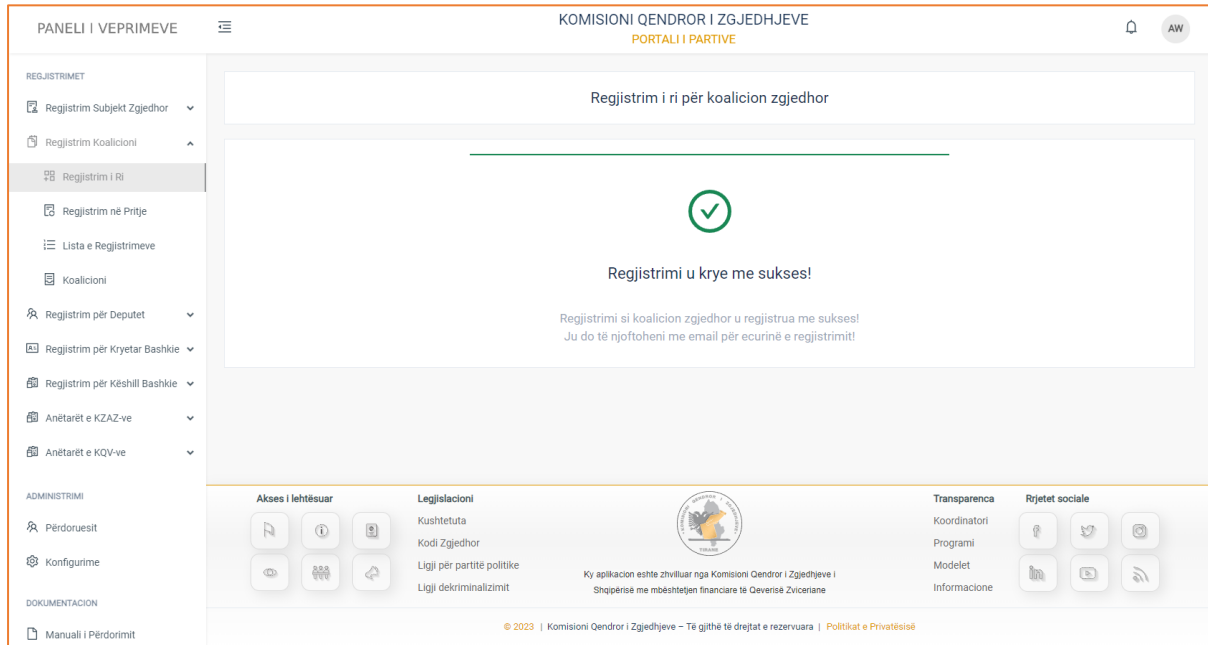 PANELI I VEPRIMEVE
KOMISIONI QENDROR I ZGJEDHJEVE
PORTALI I PARTIVE
AW
REGJISTRIMET
Regjistrim Subjekt Zgjedhor
Regjistrim Koalicioni
Regjistrim i Ri
Regjistrim në Pritje
Lista e Regjistrimeve
Koalicioni
Regjistrim për Deputet
Regjistrim për Kryetar Bashkie
Regjistrim për Këshill Bashkie
Anëtarët e KZAZ-ve
Anëtarët e KQV-ve
ADMINISTRIMI
Përdoruesit
Konfigurime
DOKUMENTACION
Manuali i Përdorimit
Regjistrim i ri për koalicion zgjedhor
Regjistrimi u krye me sukses!
Regjistrimi si koalicion zgjedhor u regjistrua me sukses!
Ju do të njoftoheni me email për ecurinë e regjistrimit!
Akses i lehtësuar
Legjislacioni
Kushtetuta
Kodi Zgjedhor
Ligji për partitë politike
Ligji dekriminalizimit
Ky aplikacion eshte zhvilluar nga Komisioni Qendror i Zgjedhjeve i
Shqipërisë me mbështetjen financiare të Qeverisë Zviceriane
Transparenca
Koordinatori
Programi
Modelet
Informacione
Rrjetet sociale
© 2023 | Komisioni Qendror i Zgjedhjeve – Të gjithë të drejtat e rezervuara | Politikat e Privatësisë